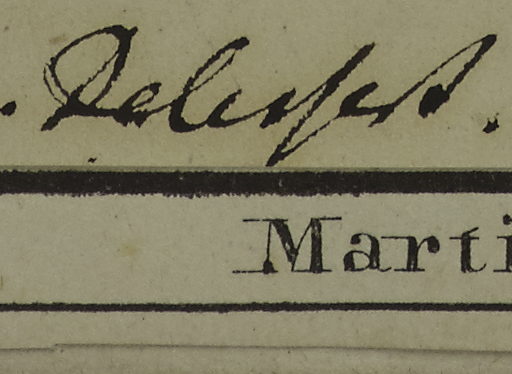 . Delessert.
Marti